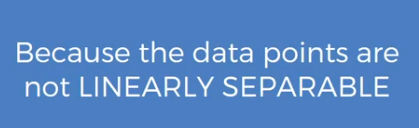 Because the data points are
not LINEARLY SEPARABLE